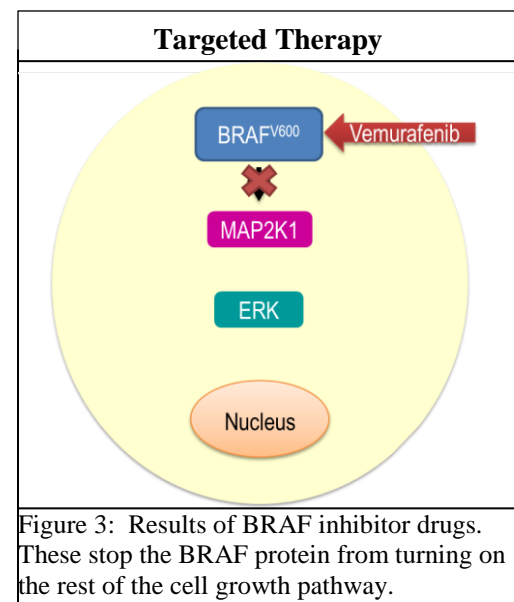 Targeted Therapy
BRAFV600
Vemurafenib
MAP2K1
ERK
Nucleus
Figure 3:  Results of BRAF inhibitor drugs.
These stop the BRAF protein from turning on
the rest of the cell growth pathway.